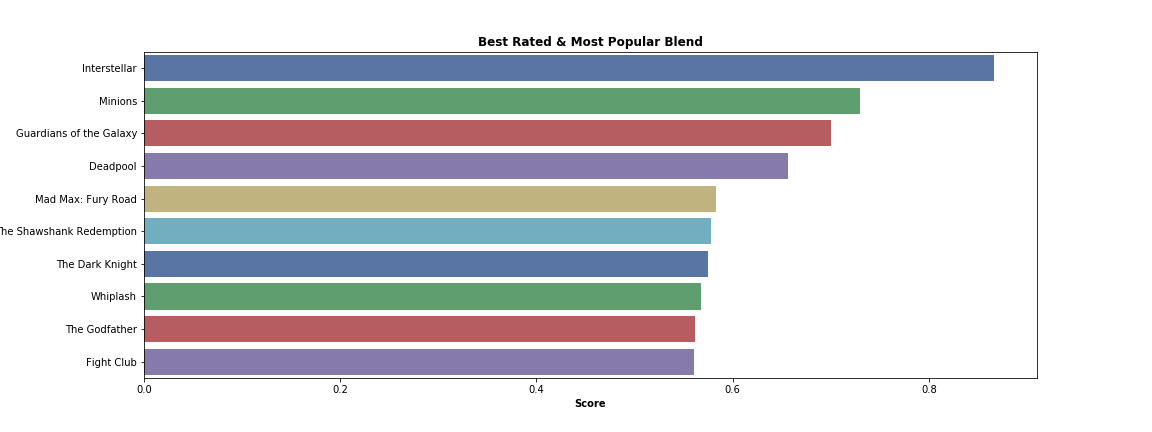 Best Rated & Most Popular Blend
Interstellar
Minions
Guardians of the Galaxy
Deadpool
Mad Max: Fury Road
he Shawshank Redemption
The Dark Knight
Whiplash
The Godfather
Fight Club
0.0 0.2 0.4 0.6 0.8
Score